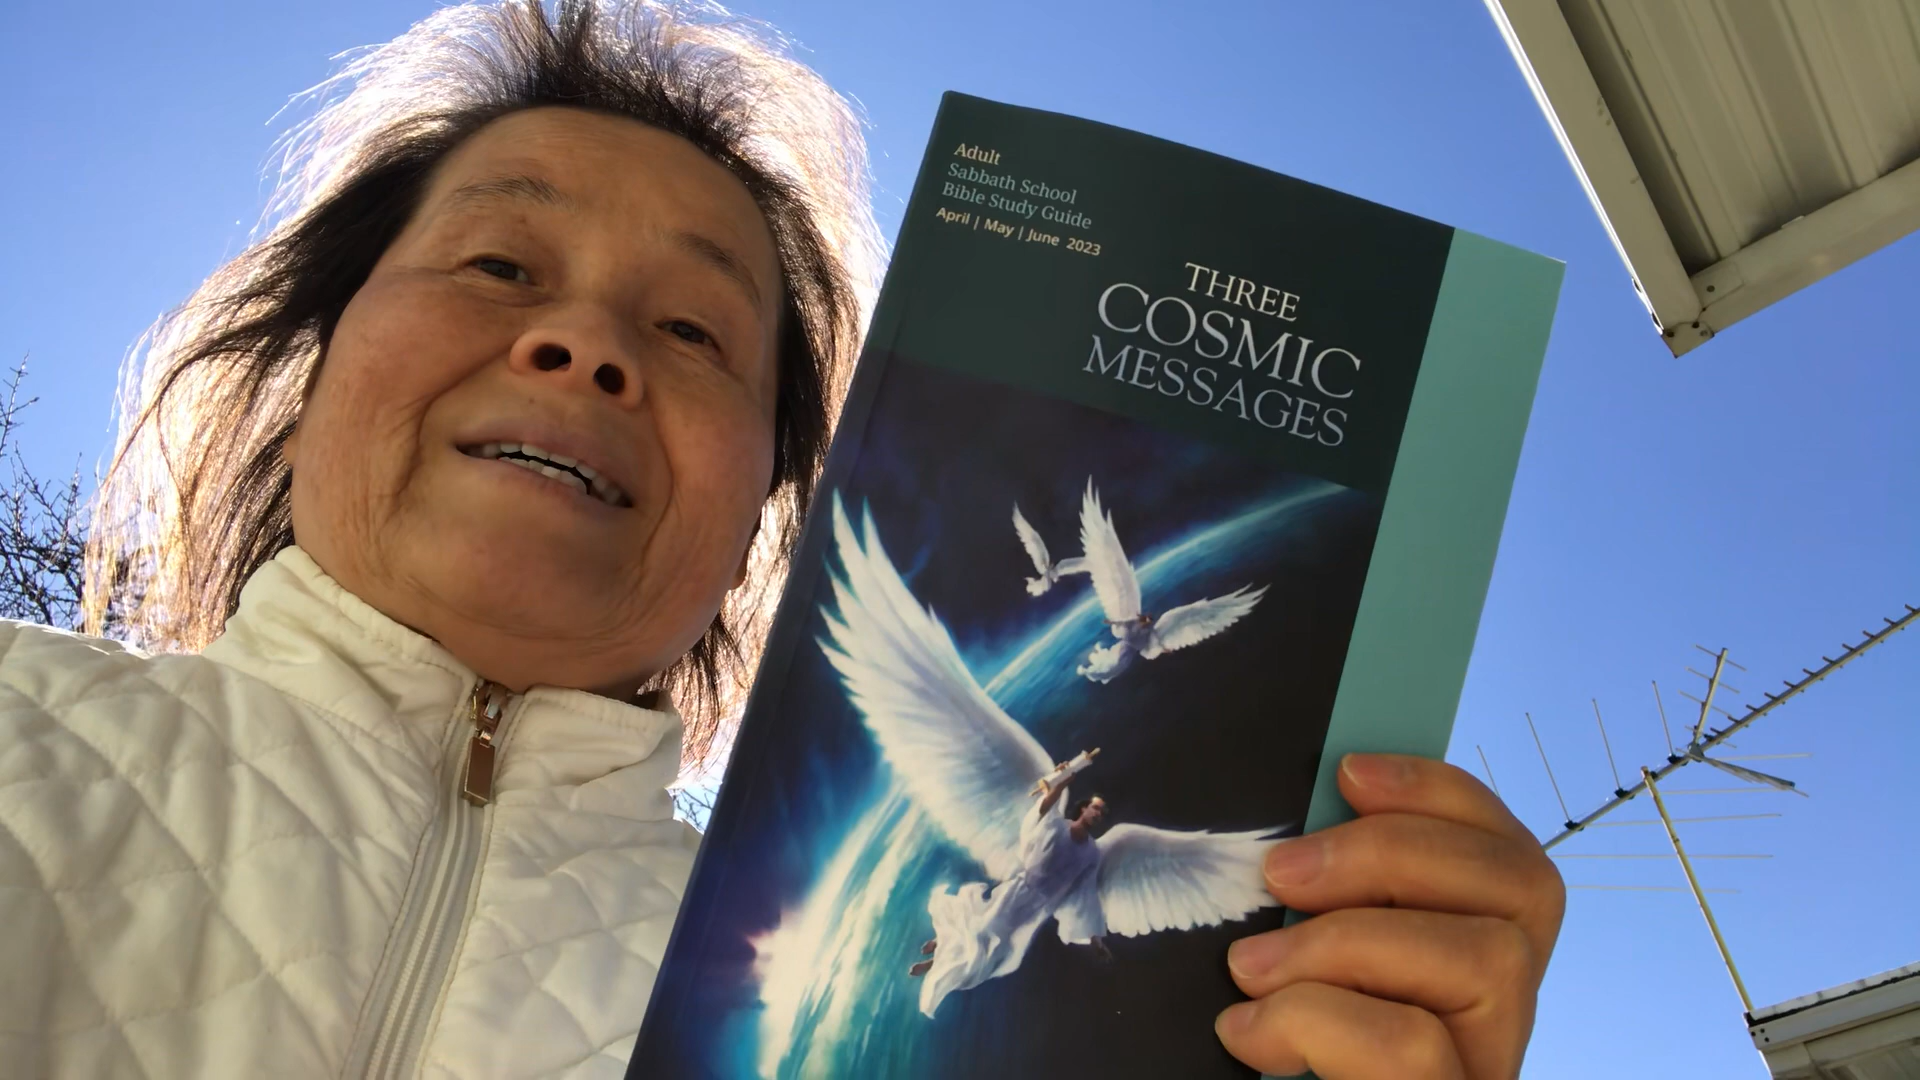 Adult
Sabbath School
Bible Study Guide
April | May | June 2023
THREE
COSMIC
MESSAGES